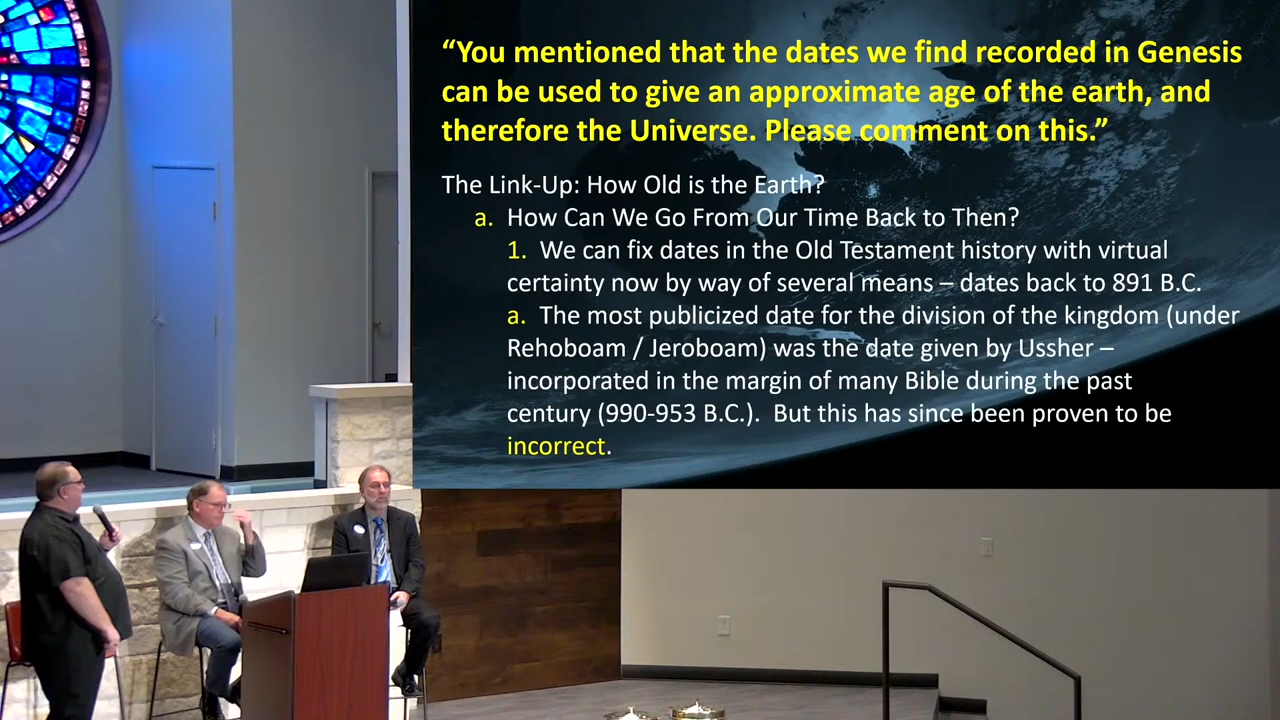 “You mentioned that the dates we find recorded in Genesis
can be used to give an approximate age of the earth, and
therefore the Universe. Please comment on this.”
The Link-Up: How Old is the Earth?
a. How Can We Go From Our Time Back to Then?
1. We can fix dates in the Old Testament history with virtual
certainty now by way of several means – dates back to 891 B.C.
a. The most publicized date for the division of the kingdom (under
Rehoboam / Jeroboam) was the date given by Ussher –
incorporated in the margin of many Bible during the past
century (990-953 B.C.). But this has since been proven to be
incorrect.